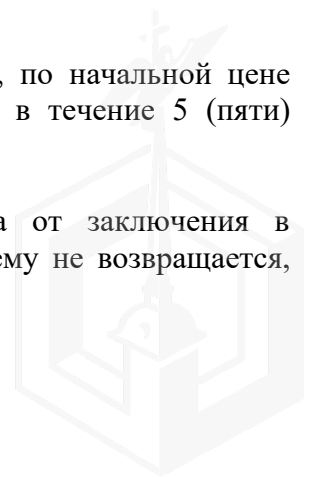 , по начальной цене
в течение 5 (пяти)
а от заключения в
ему не возвращается,